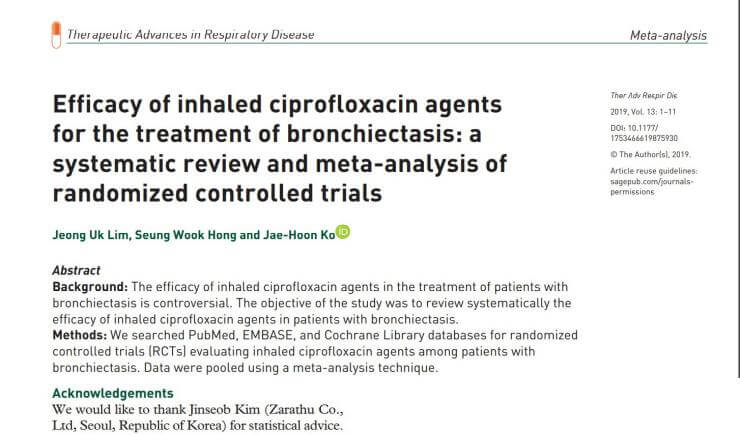 Therapeutic Advances in Respiratory Disease
Meta-analysis
Efficacy of inhaled ciprofloxacin agents
for the treatment of bronchiectasis: a
systematic review and meta-analysis of
randomized controlled trials
Jeong Uk Lim, Seung Wook Hong and Jae-Hoon Ko iD
Ther Adv Respir Dis
2019, Vol. 13: 1–11
DOI: 10.1177/
1753466619875930
© The Author(s), 2019.
Article reuse guidelines:
sagepub.com/journals-
permissions
Abstract
Background: The efficacy of inhaled ciprofloxacin agents in the treatment of patients with
bronchiectasis is controversial. The objective of the study was to review systematically the
efficacy of inhaled ciprofloxacin agents in patients with bronchiectasis.
Methods: We searched PubMed, EMBASE, and Cochrane Library databases for randomized
controlled trials (RCTs) evaluating inhaled ciprofloxacin agents among patients with
bronchiectasis. Data were pooled using a meta-analysis technique.
Acknowledgements
We would like to thank Jinseob Kim (Zarathu Co.,
Ltd, Seoul, Republic of Korea) for statistical advice.